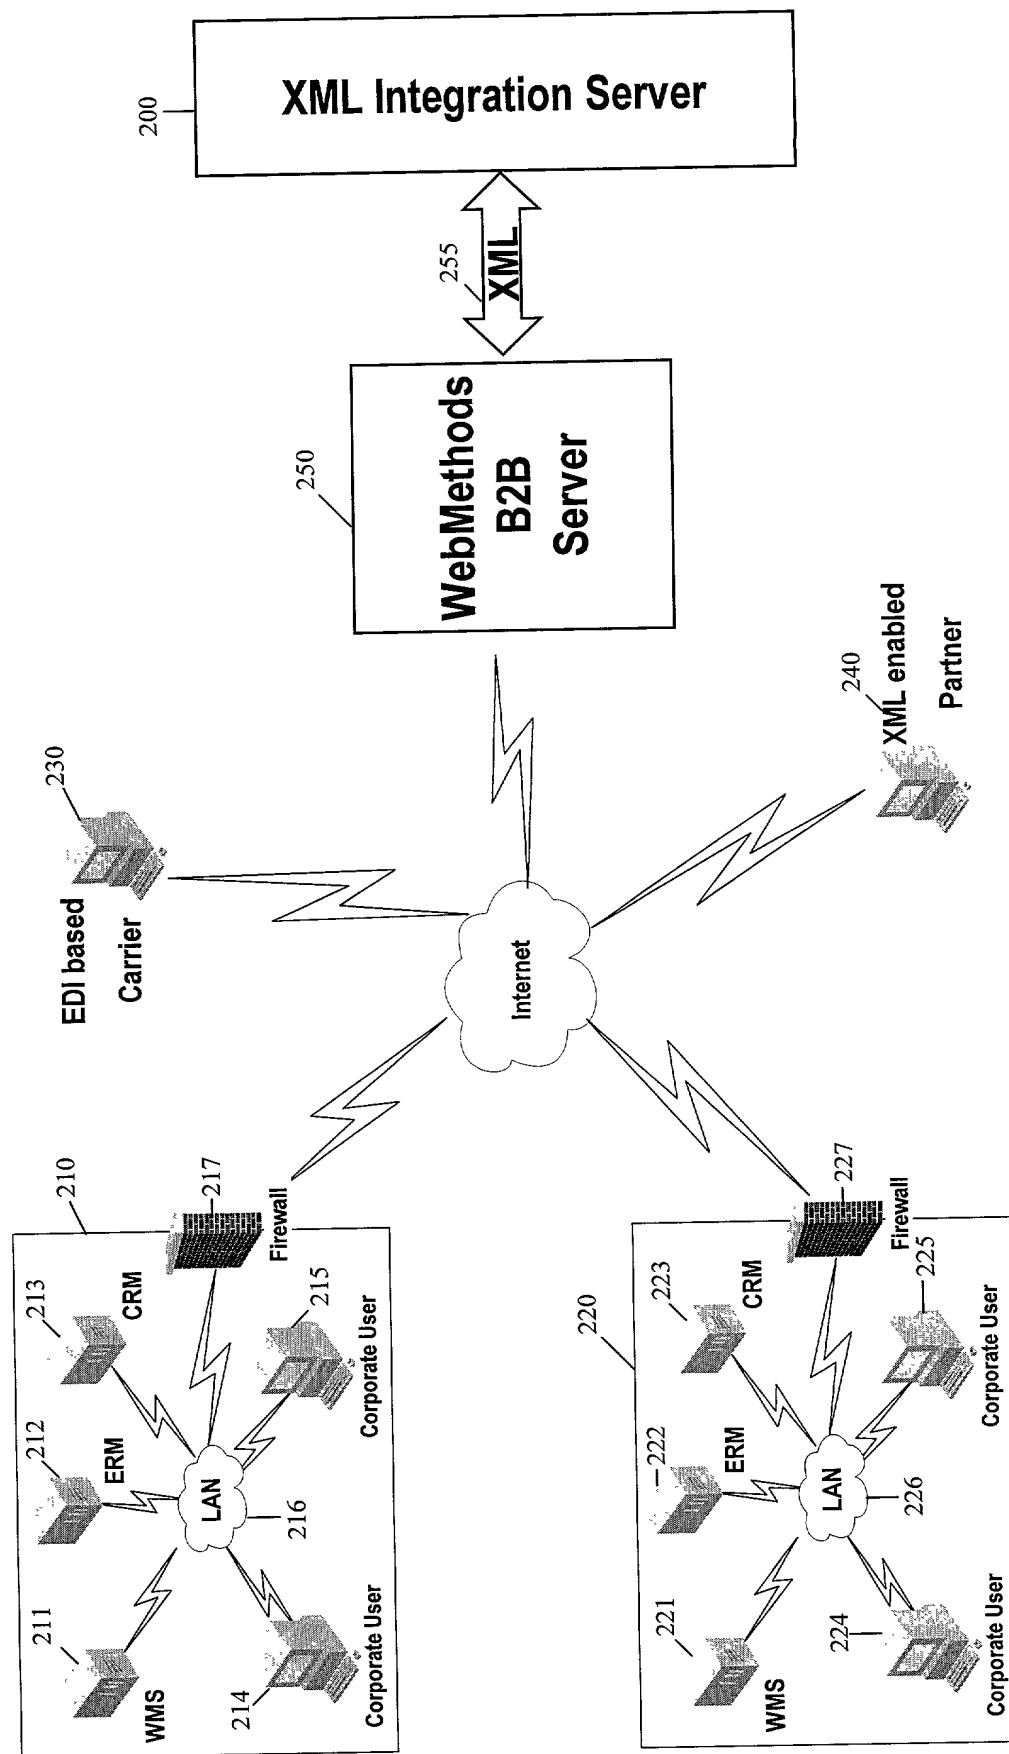 210
211
WMS
212
ERM
213
CRM
214
Corporate User
215
Corporate User
LAN
216
217
Firewall
220
221
WMS
222
ERM
223
CRM
224
Corporate User
225
Corporate User
LAN
226
227
Firewall
EDI based
Carrier
230
Internet
240
XML enabled
Partner
250
WebMethods
B2B
Server
255
XML
200
XML Integration Server